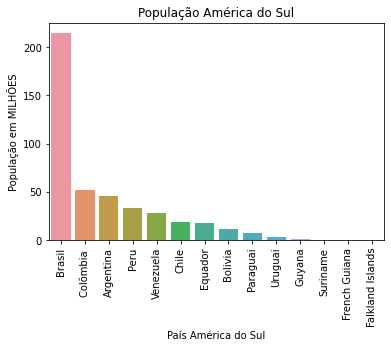 População América do Sul
População em MILHÕES
200
150
100
50
0
Brasil
Colômbia
Argentina
Peru
Venezuela
Chile
Equador
Bolivia
Paraguai
Uruguai
Guyana
Suriname
French Guiana
Falkland Islands
País América do Sul